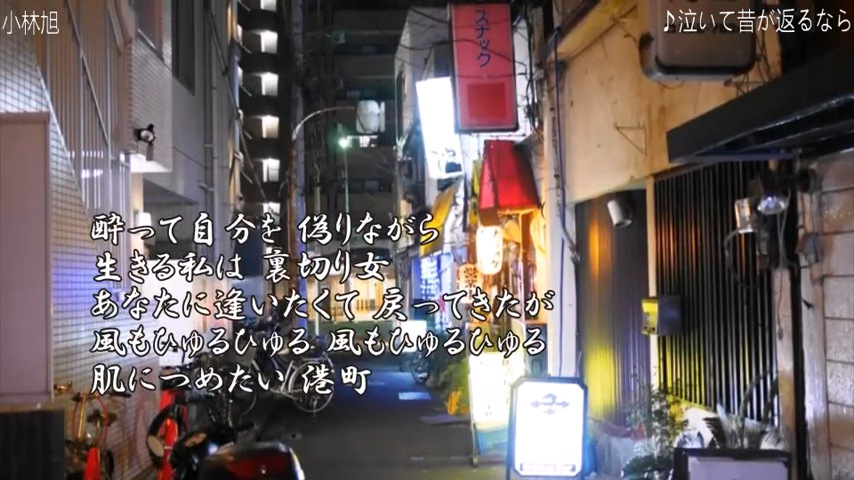 小林旭
♪泣いて昔が返るなら
スナック
酔って自分を 偽りながら
生きる私は 裏切り女
あなたに逢いたくて 戻ってきたが
風もひゅるひゅる 風もひゅるひゅる
肌につめたい 港町